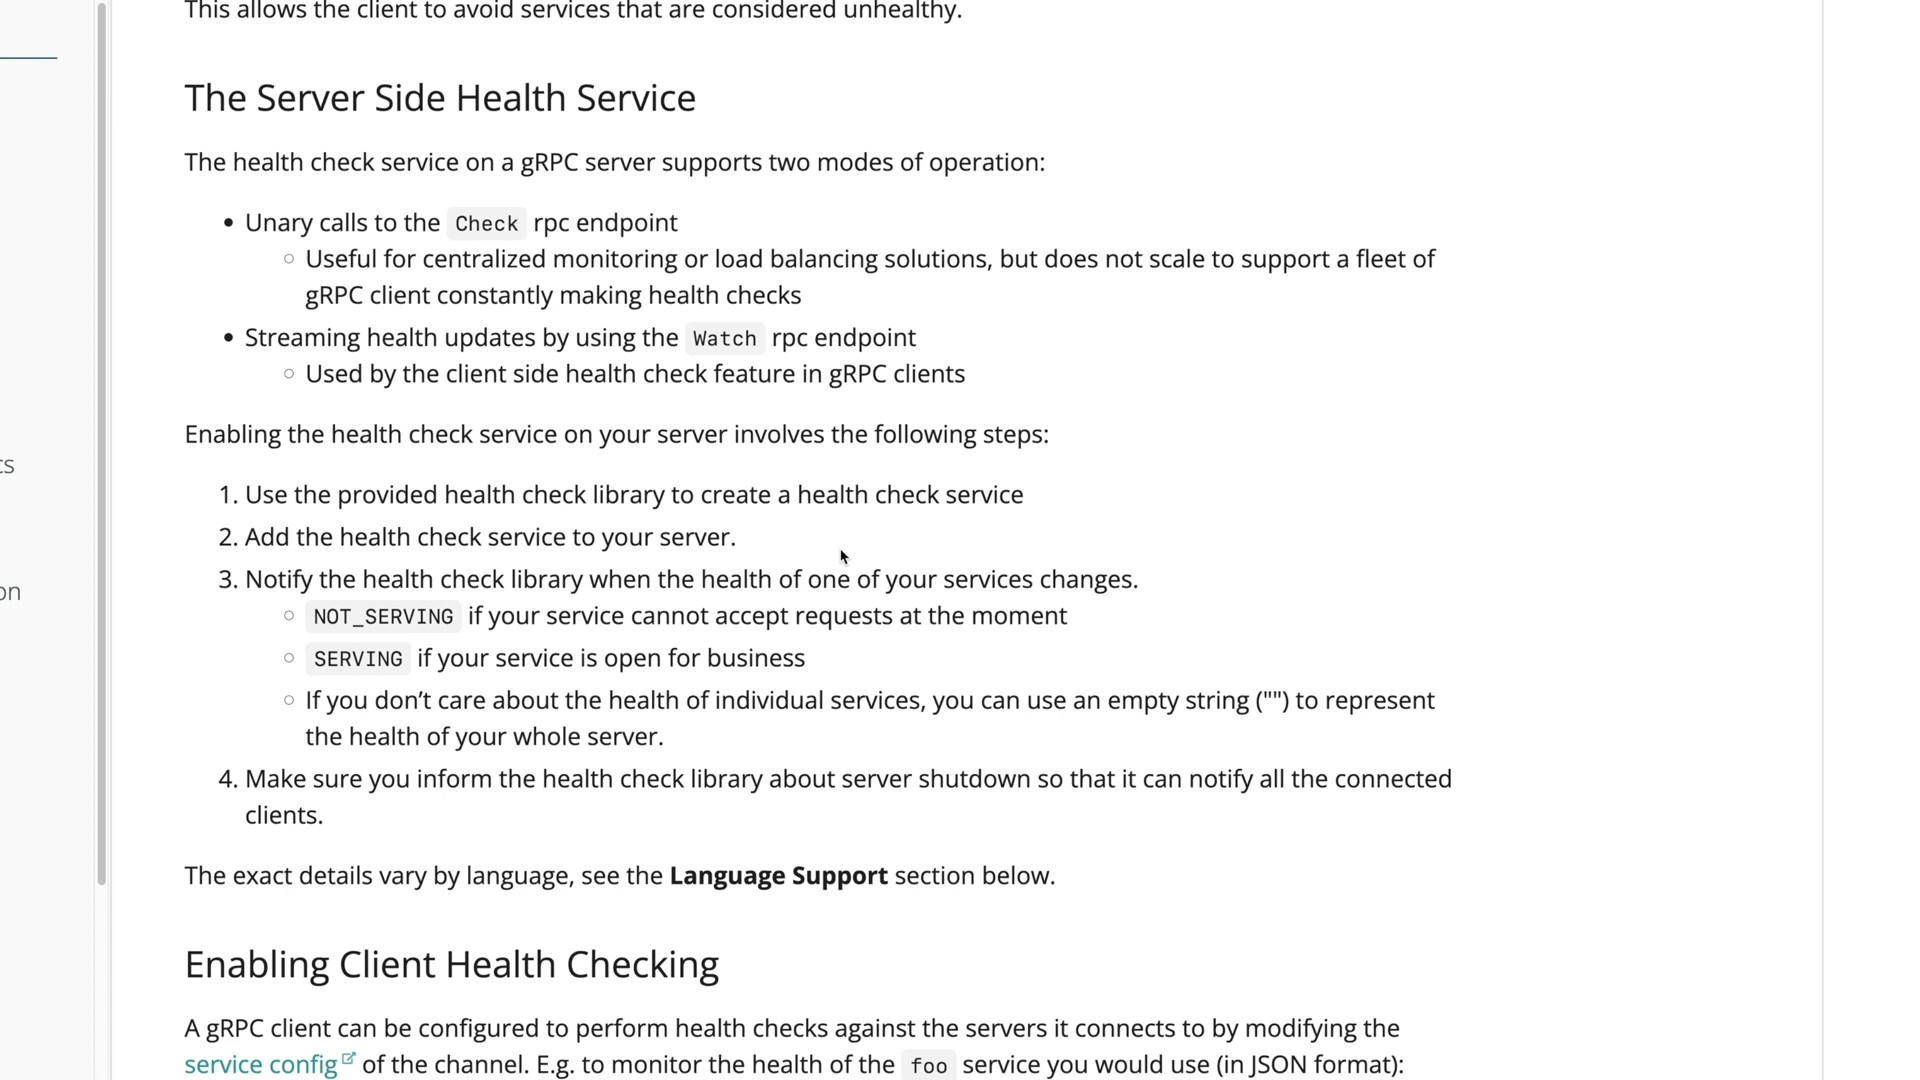 This allows the client to avoid services that are considered unhealthy.
The Server Side Health Service
The health check service on a gRPC server supports two modes of operation:
Unary calls to the Check rpc endpoint
Useful for centralized monitoring or load balancing solutions, but does not scale to support a fleet of
gRPC client constantly making health checks
Streaming health updates by using the Watch rpc endpoint
Used by the client side health check feature in gRPC clients
Enabling the health check service on your server involves the following steps:
cs
1. Use the provided health check library to create a health check service
2. Add the health check service to your server.
3. Notify the health check library when the health of one of your services changes.
on
NOT_SERVING if your service cannot accept requests at the moment
SERVING if your service is open for business
If you don’t care about the health of individual services, you can use an empty string ("") to represent
the health of your whole server.
4. Make sure you inform the health check library about server shutdown so that it can notify all the connected
clients.
The exact details vary by language, see the Language Support section below.
Enabling Client Health Checking
A gRPC client can be configured to perform health checks against the servers it connects to by modifying the
service config of the channel. E.g. to monitor the health of the foo service you would use (in JSON format):